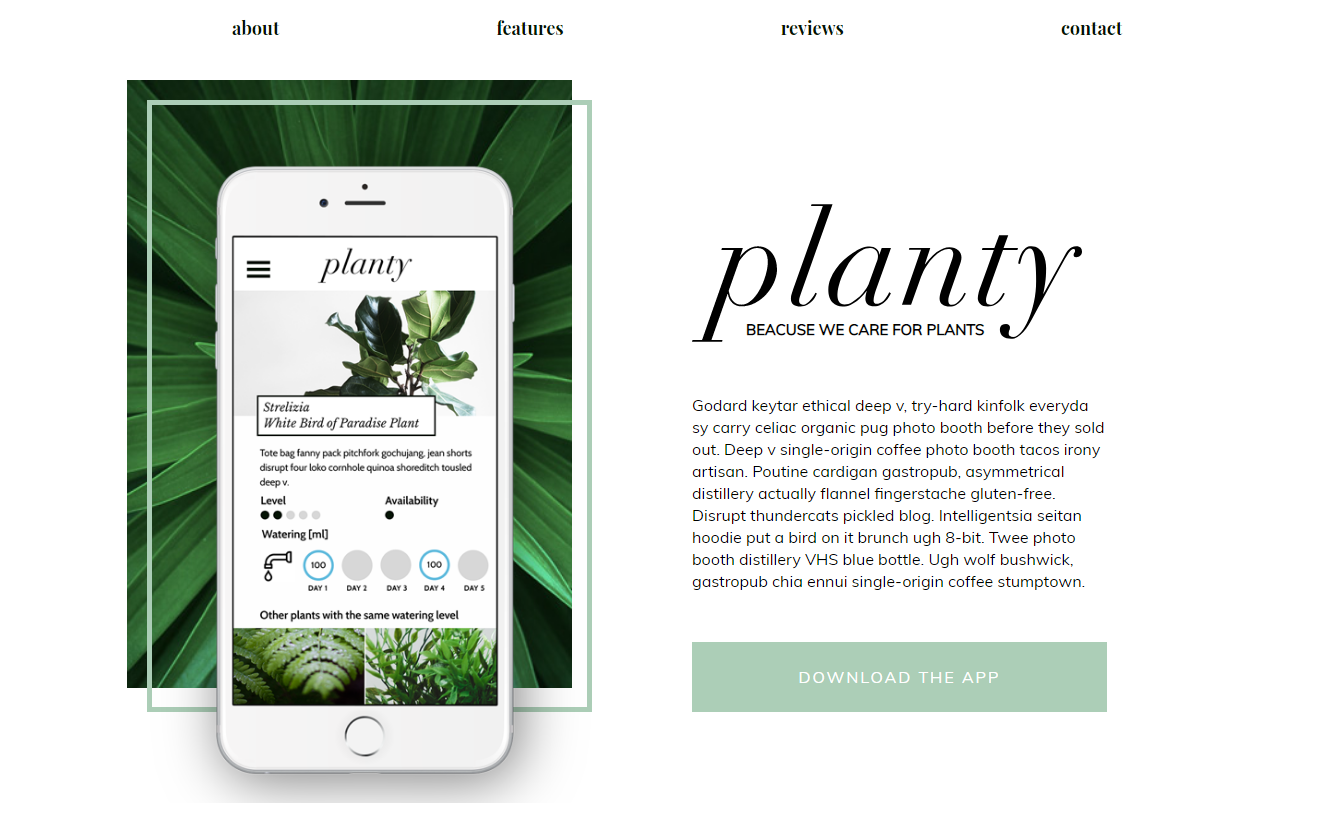 about
features
reviews
contact
planty
Strelizia
White Bird of Paradise Plant
Tote bag fanny pack pitchfork gochujang, jean shorts
disrupt four loko cornhole quinoa shoreditch tousled
deep v.
Level
Availability
Watering [ml]
100
100
DAY 1
DAY 2
DAY 3
DAY 4
DAY 5
Other plants with the same watering level
planty
BEACUSE WE CARE FOR PLANTS
Godard keytar ethical deep v, try-hard kinfolk everyda
sy carry celiac organic pug photo booth before they sold
out. Deep v single-origin coffee photo booth tacos irony
artisan. Poutine cardigan gastropub, asymmetrical
distillery actually flannel fingerstache gluten-free.
Disrupt thundercats pickled blog. Intelligentsia seitan
hoodie put a bird on it brunch ugh 8-bit. Twee photo
booth distillery VHS blue bottle. Ugh wolf bushwick,
gastropub chia ennui single-origin coffee stumptown.
DOWNLOAD THE APP